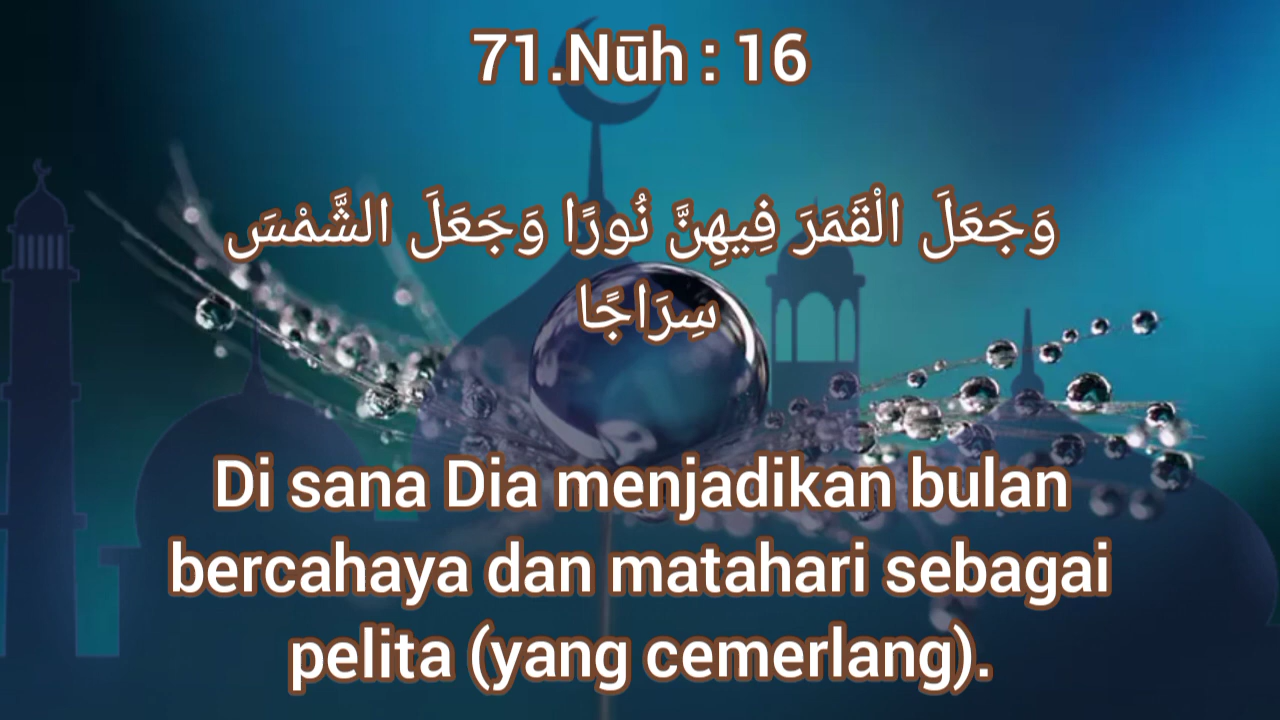 71.Nūh : 16
وَجَعَلَ الْقَمَرَ فِيهِنَّ نُورًا وَجَعَلَ الشَّمْسَ
سِرَاجًا
Di sana Dia menjadikan bulan
bercahaya dan matahari sebagai
pelita (yang cemerlang).